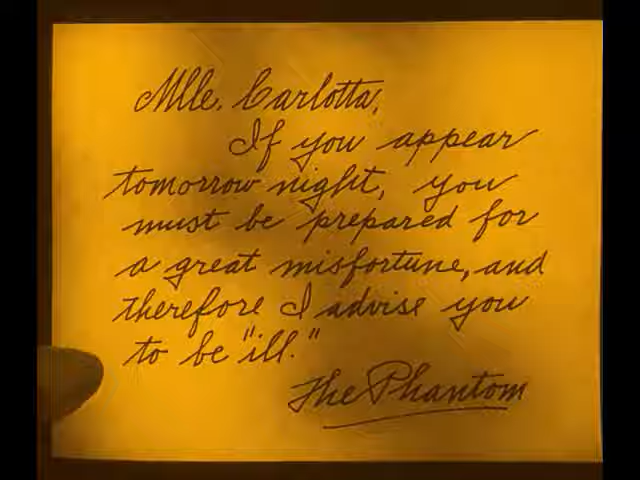 Mlle. Carlotta,
If you appear
tomorrow night, you
must be prepared for
a great misfortune, and
therefore I advise you
to be "ill."
The Phantom